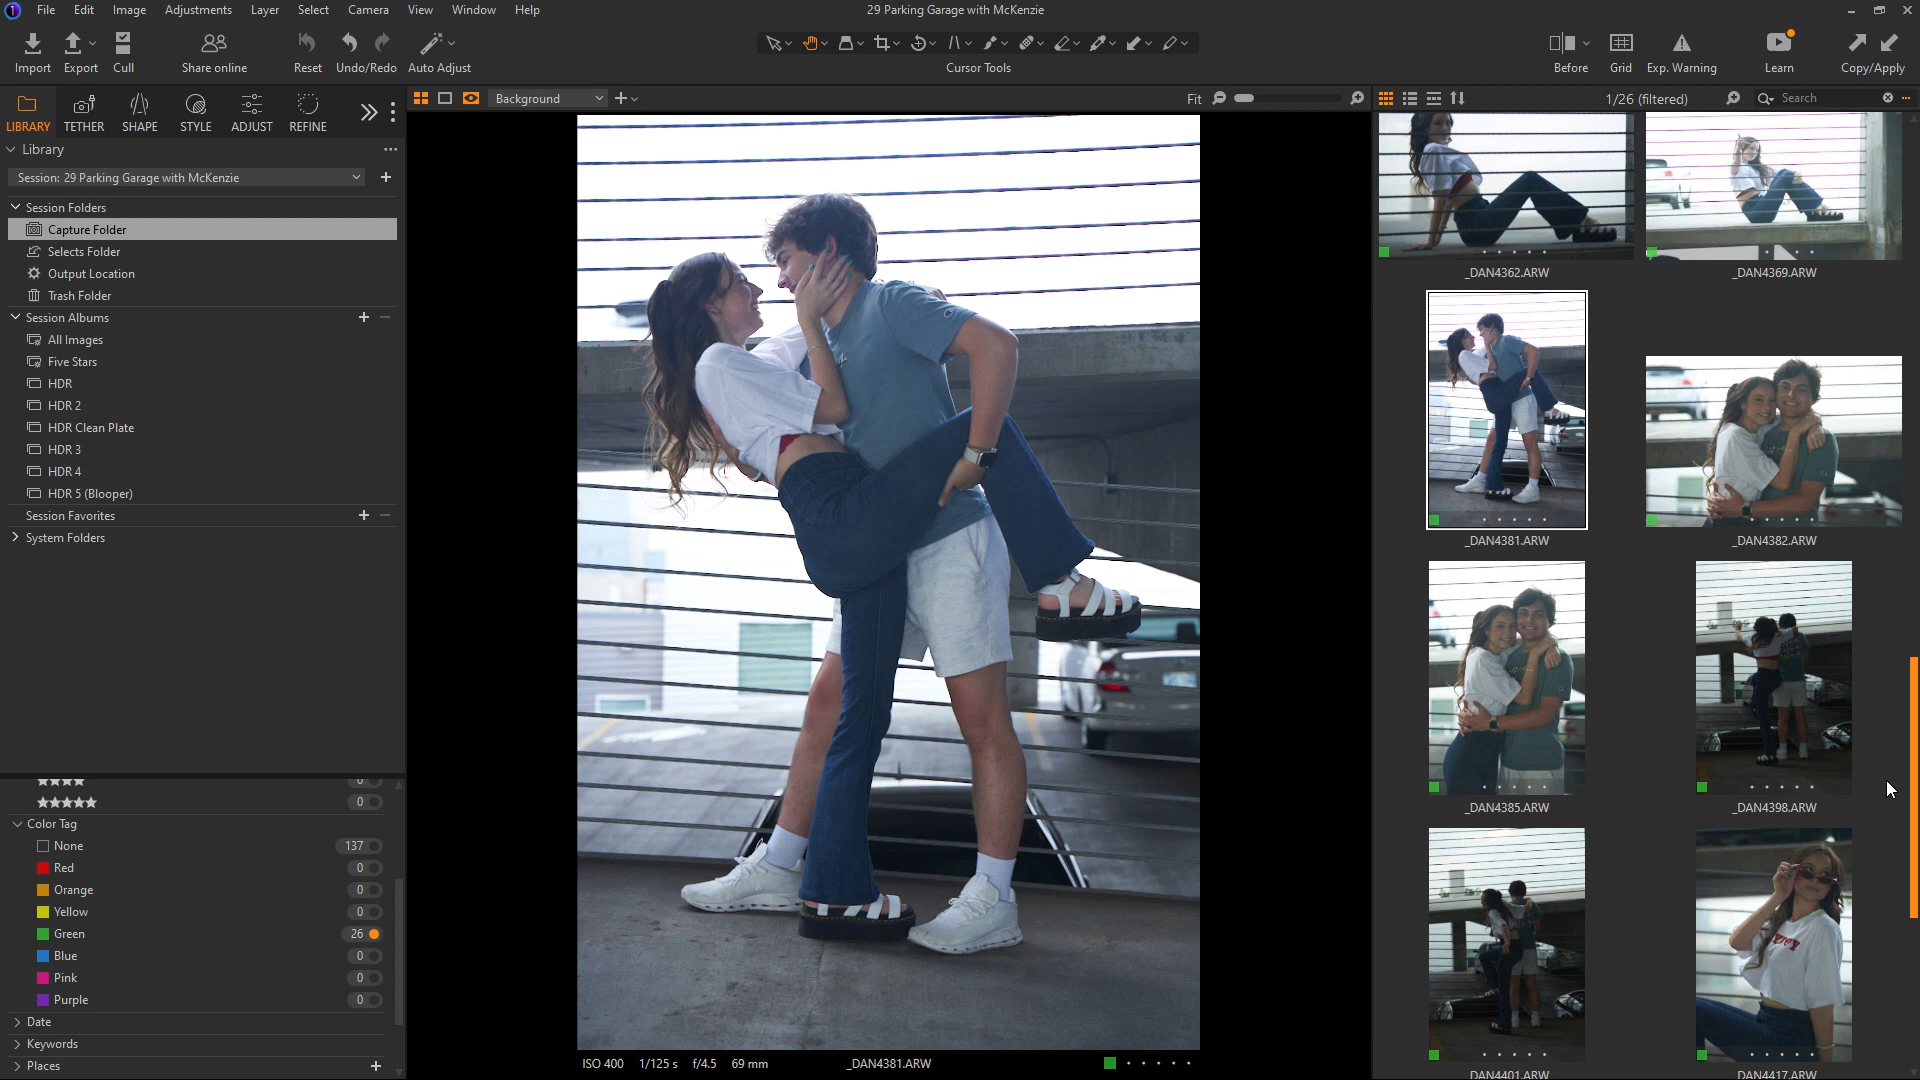 File Edit Image Adjustments Layer Select Camera View Window Help
29 Parking Garage with McKenzie
Import Export Cull Share online Reset Undo/Redo Auto Adjust
Cursor Tools
Before Grid Exp. Warning Learn Copy/Apply
LIBRARY TETHER SHAPE STYLE ADJUST REFINE
Background
Fit
1/26 (filtered)
Search
Library
Session: 29 Parking Garage with McKenzie
Session Folders
Capture Folder
Selects Folder
Output Location
Trash Folder
Session Albums
All Images
Five Stars
HDR
HDR 2
HDR Clean Plate
HDR 3
HDR 4
HDR 5 (Blooper)
Session Favorites
System Folders
0
0
Color Tag
None 137
Red 0
Orange 0
Yellow 0
Green 26
Blue 0
Pink 0
Purple 0
Date
Keywords
Places
ISO 400 1/125 s f/4.5 69 mm _DAN4381.ARW
_DAN4362.ARW _DAN4369.ARW
_DAN4381.ARW _DAN4382.ARW
_DAN4385.ARW _DAN4398.ARW
_DAN4401.ARW _DAN4417.ARW